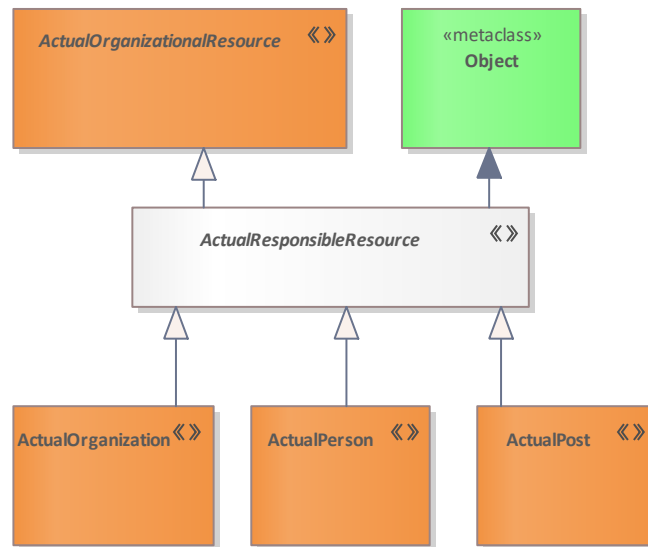 ActualOrganizationalResource «»
«metaclass»
Object
ActualResponsibleResource «»
ActualOrganization «»
ActualPerson «»
ActualPost «»